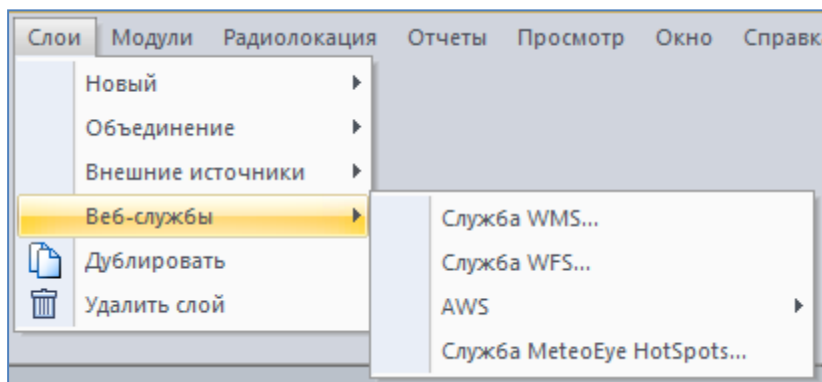 Слои Модули Радиолокация Отчеты Просмотр Окно Справк
Новый
Объединение
Внешние источники
Веб-службы
Дублировать
Удалить слой
Служба WMS...
Служба WFS...
AWS
Служба MeteoEye HotSpots...